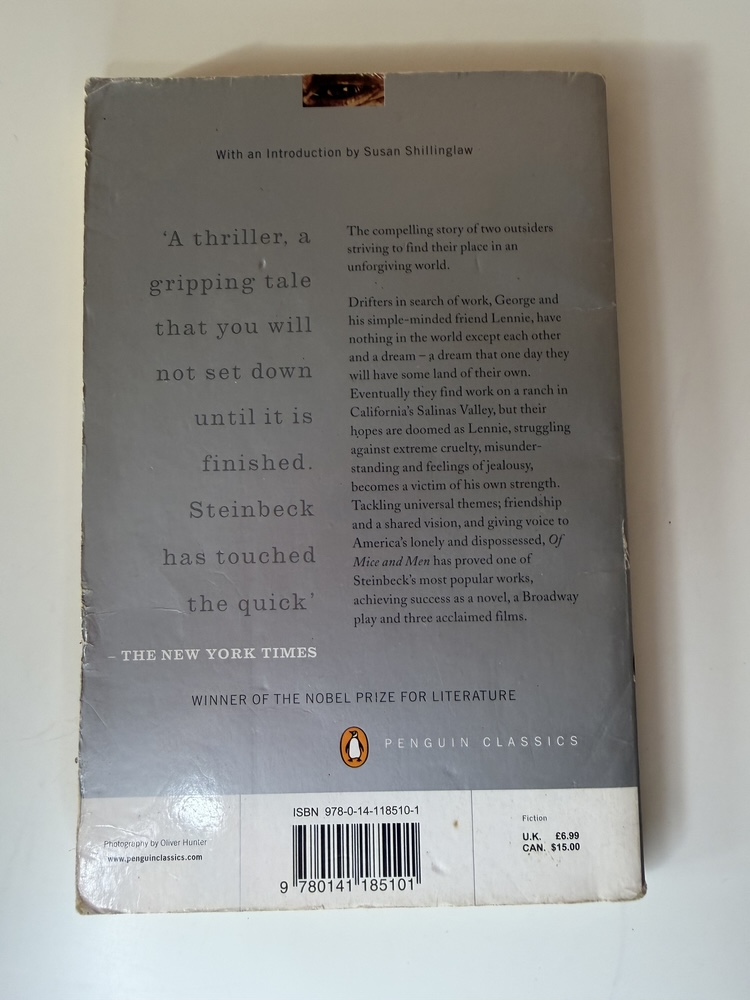 With an Introduction by Susan Shillinglaw
‘A thriller, a
gripping tale
that you will
not set down
until it is
finished.
Steinbeck
has touched
the quick’
– THE NEW YORK TIMES
The compelling story of two outsiders
striving to find their place in an
unforgiving world.
Drifters in search of work, George and
his simple-minded friend Lennie, have
nothing in the world except each other
and a dream – a dream that one day they
will have some land of their own.
Eventually they find work on a ranch in
California’s Salinas Valley, but their
hopes are doomed as Lennie, struggling
against extreme cruelty, misunder-
standing and feelings of jealousy,
becomes a victim of his own strength.
Tackling universal themes; friendship
and a shared vision, and giving voice to
America’s lonely and dispossessed, Of
Mice and Men has proved one of
Steinbeck’s most popular works,
achieving success as a novel, a Broadway
play and three acclaimed films.
WINNER OF THE NOBEL PRIZE FOR LITERATURE
PENGUIN CLASSICS
Photography by Oliver Hunter
www.penguinclassics.com
ISBN 978-0-14-118510-1
9 780141 185101
Fiction
U.K. £6.99
CAN. $15.00